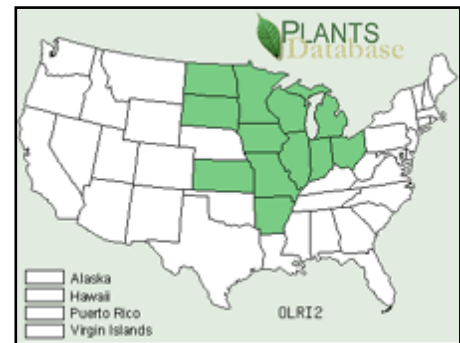 PLANTS
Database
Alaska
Hawaii
Puerto Rico
Virgin Islands
OLRI2